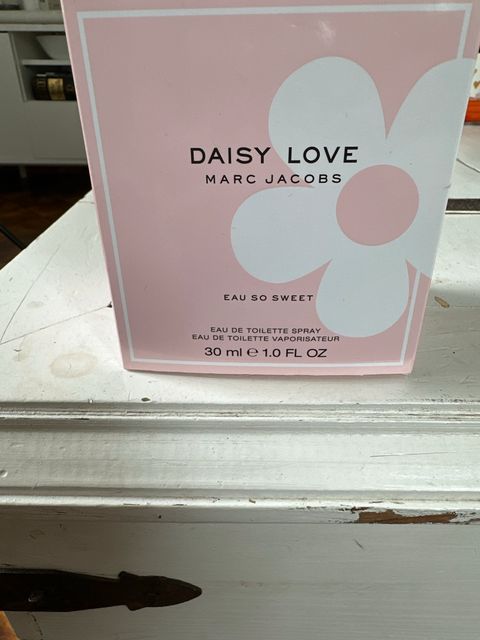 DAISY LOVE
MARC JACOBS
EAU SO SWEET
EAU DE TOILETTE SPRAY
EAU DE TOILETTE VAPORISATEUR
30 ml ℮ 1.0 FL OZ